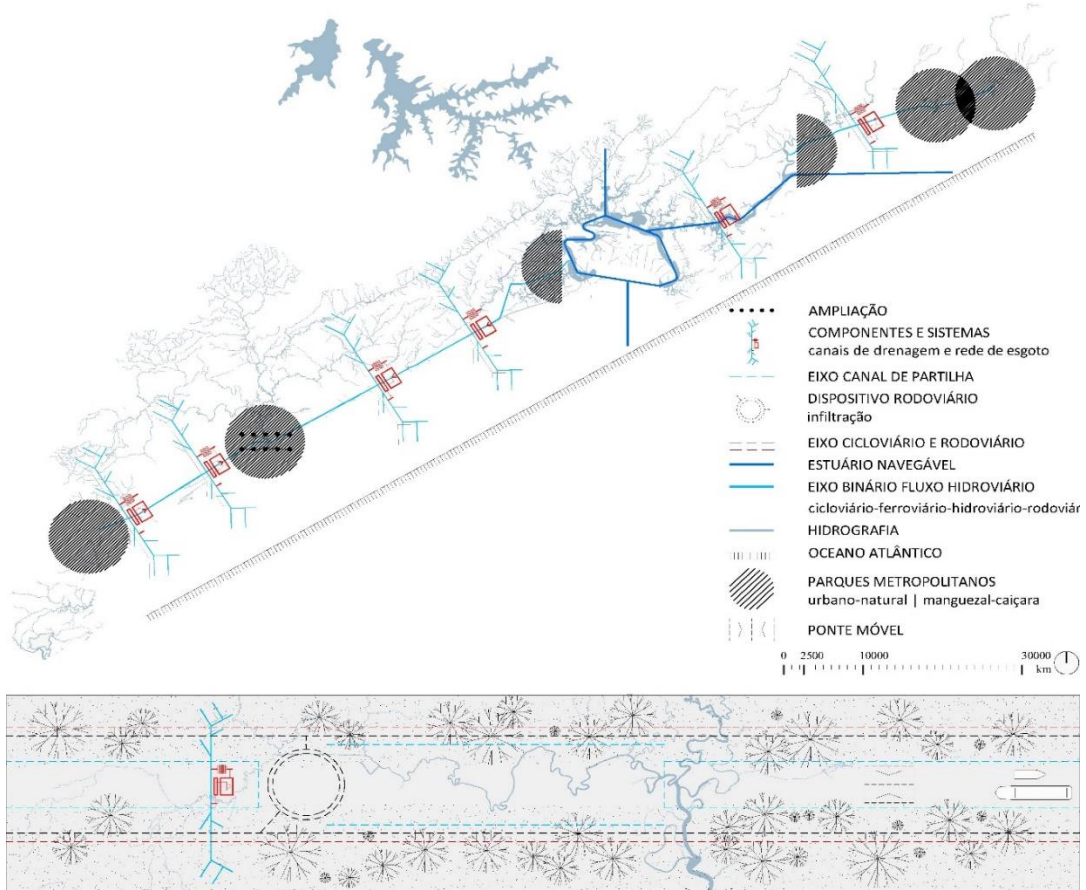 AMPLIAÇÃO
COMPONENTES E SISTEMAS
canais de drenagem e rede de esgoto
EIXO CANAL DE PARTILHA
DISPOSITIVO RODOVIÁRIO
infiltração
EIXO CICLOVIÁRIO E RODOVIÁRIO
ESTUÁRIO NAVEGÁVEL
EIXO BINÁRIO FLUXO HIDROVIÁRIO
cicloviário-ferroviário-hidroviário-rodoviár
HIDROGRAFIA
OCEANO ATLÂNTICO
PARQUES METROPOLITANOS
urbano-natural | manguezal-caiçara
PONTE MÓVEL
0 2500 10000 30000
km